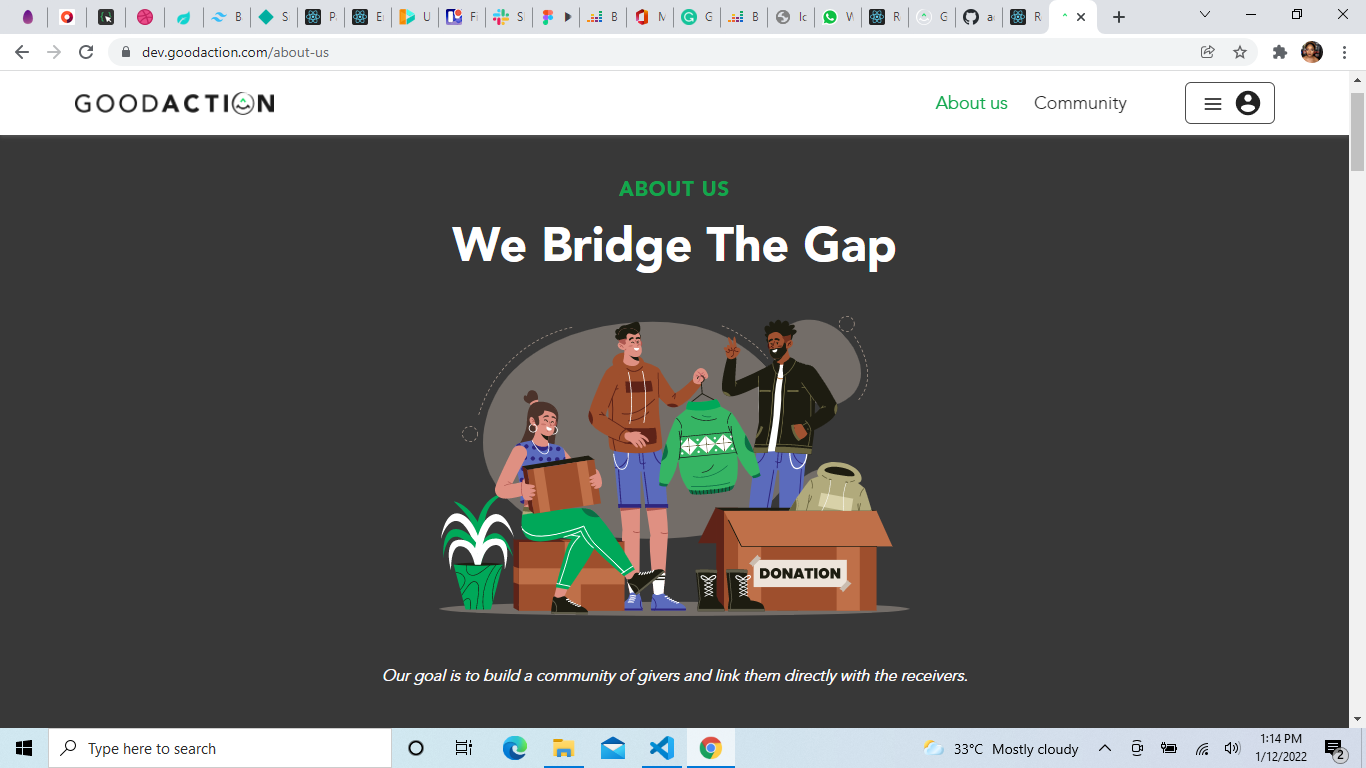 B
S
P
E
U
F
S
B
M
G
B
Ic
W
R
G
a
R
dev.goodaction.com/about-us
GOODACTION
About us
Community
ABOUT US
We Bridge The Gap
DONATION
Our goal is to build a community of givers and link them directly with the receivers.
Type here to search
33°C Mostly cloudy
1:14 PM
1/12/2022
2